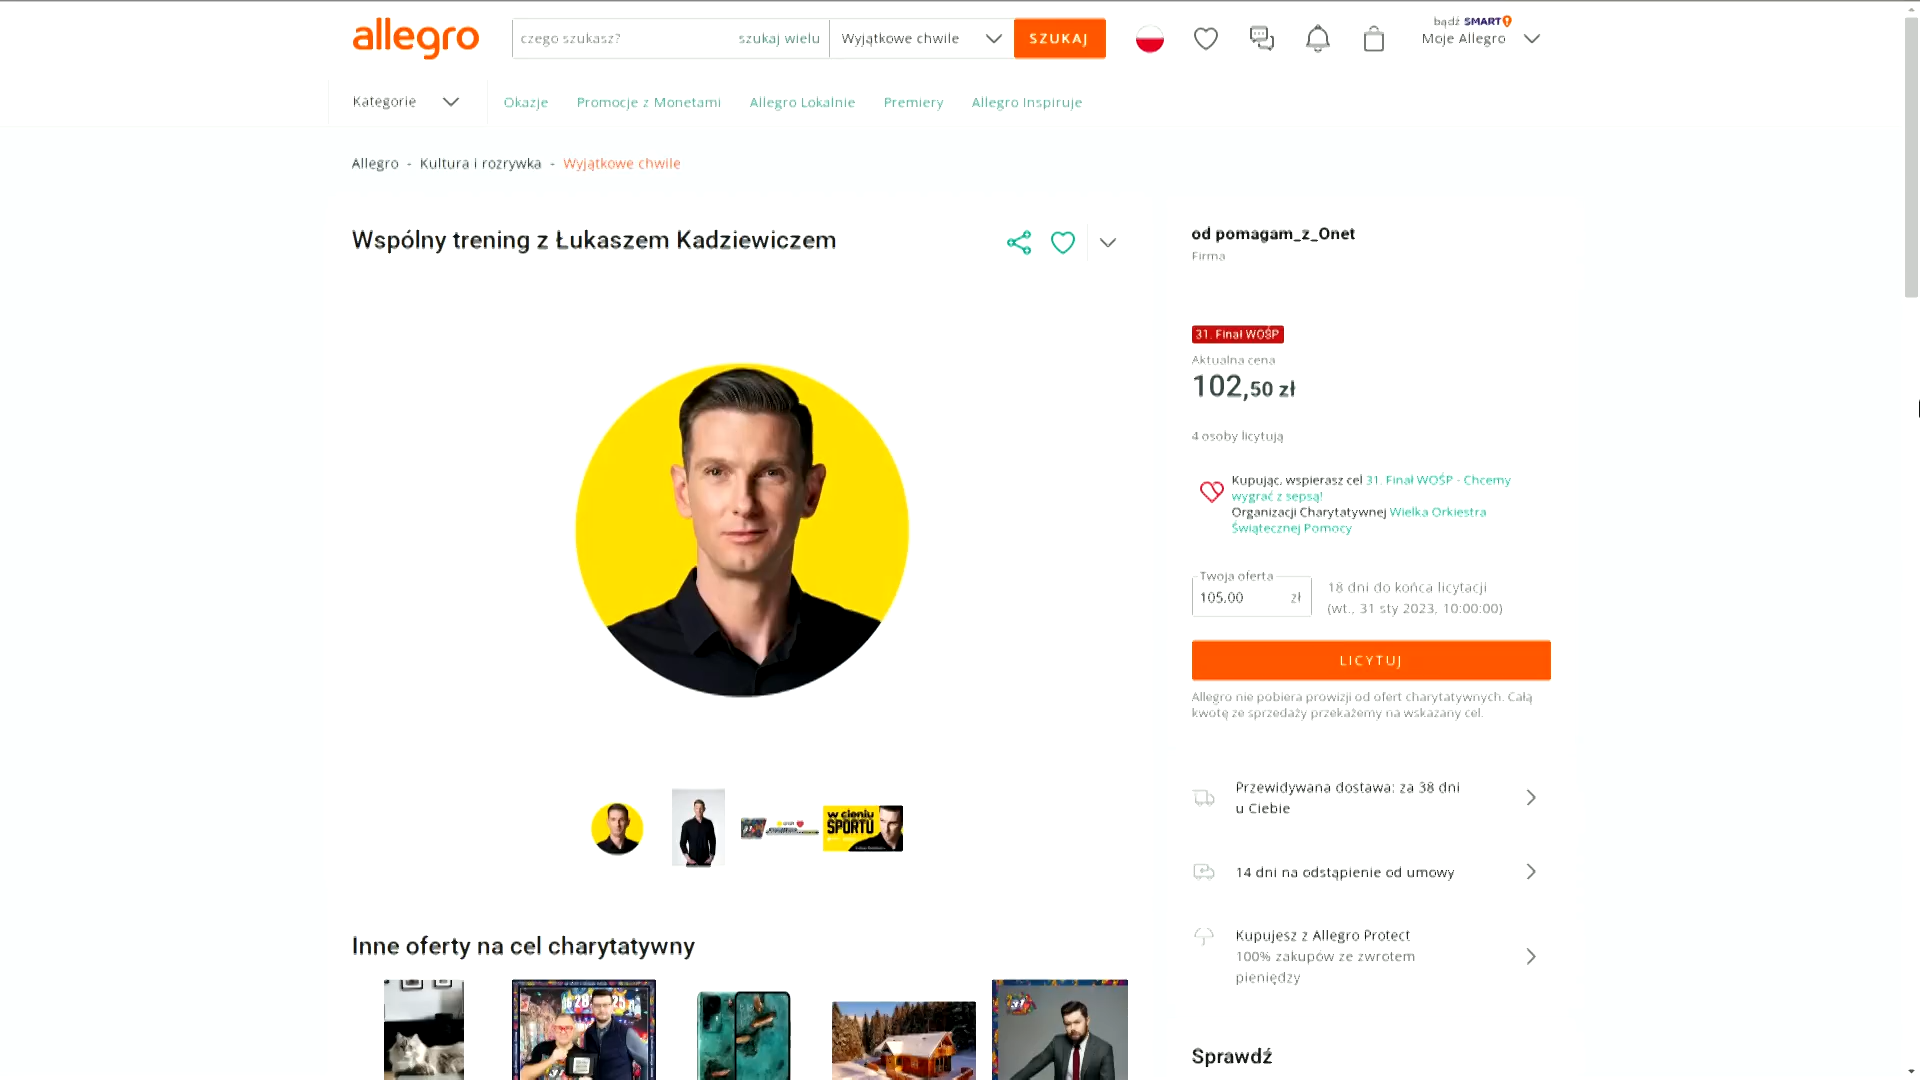 allegro
czego szukasz?
szukaj wielu
Wyjątkowe chwile
SZUKAJ
bądź SMART!
Moje Allegro
Kategorie
Okazje
Promocje z Monetami
Allegro Lokalnie
Premiery
Allegro Inspiruje
Allegro - Kultura i rozrywka - Wyjątkowe chwile
Wspólny trening z Łukaszem Kadziewiczem
od pomagam_z_Onet
Firma
31. Finał WOŚP
Aktualna cena
102,50 zł
4 osoby licytują
Kupując, wspierasz cel 31. Finał WOŚP - Chcemy
wygrać z sepsą!
Organizacji Charytatywnej Wielka Orkiestra
Świątecznej Pomocy
Twoja oferta
105,00 zł
18 dni do końca licytacji
(wt., 31 sty 2023, 10:00:00)
LICYTUJ
Allegro nie pobiera prowizji od ofert charytatywnych. Całą
kwotę ze sprzedaży przekażemy na wskazany cel.
Przewidywana dostawa: za 38 dni
u Ciebie
14 dni na odstąpienie od umowy
Kupujesz z Allegro Protect
100% zakupów ze zwrotem
pieniędzy
w cieniu
SPORTU
Inne oferty na cel charytatywny
31
Sprawdź